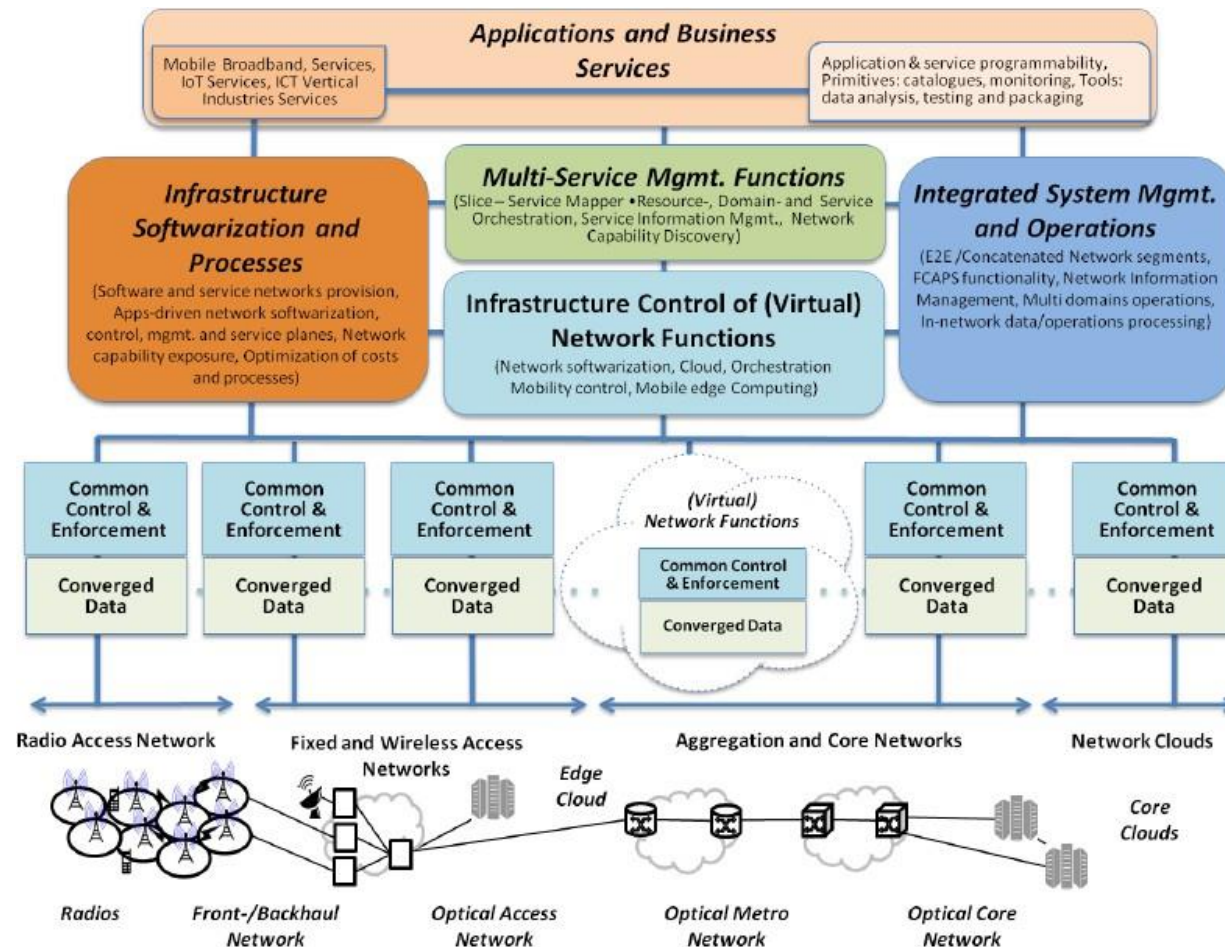 Applications and Business
Services
Mobile Broadband, Services,
IoT Services, ICT Vertical
Industries Services
Application & service programmability,
Primitives: catalogues, monitoring, Tools:
data analysis, testing and packaging
Infrastructure
Softwarization and
Processes
(Software and service networks provision,
Apps-driven network softwarization,
control, mgmt. and service planes, Network
capability exposure, Optimization of costs
and processes)
Multi-Service Mgmt. Functions
(Slice – Service Mapper •Resource-, Domain- and Service
Orchestration, Service Information Mgmt., Network
Capability Discovery)
Infrastructure Control of (Virtual)
Network Functions
(Network softwarization, Cloud, Orchestration
Mobility control, Mobile edge Computing)
Integrated System Mgmt.
and Operations
(E2E /Concatenated Network segments,
FCAPS functionality, Network Information
Management, Multi domains operations,
In-network data/operations processing)
Common
Control &
Enforcement
Converged
Data
Common
Control &
Enforcement
Converged
Data
Common
Control &
Enforcement
Converged
Data
(Virtual)
Network Functions
Common Control
& Enforcement
Converged Data
Common
Control &
Enforcement
Converged
Data
Common
Control &
Enforcement
Converged
Data
Radio Access Network
Fixed and Wireless Access
Networks
Aggregation and Core Networks
Network Clouds
Edge
Cloud
Core
Clouds
Radios
Front-/Backhaul
Network
Optical Access
Network
Optical Metro
Network
Optical Core
Network